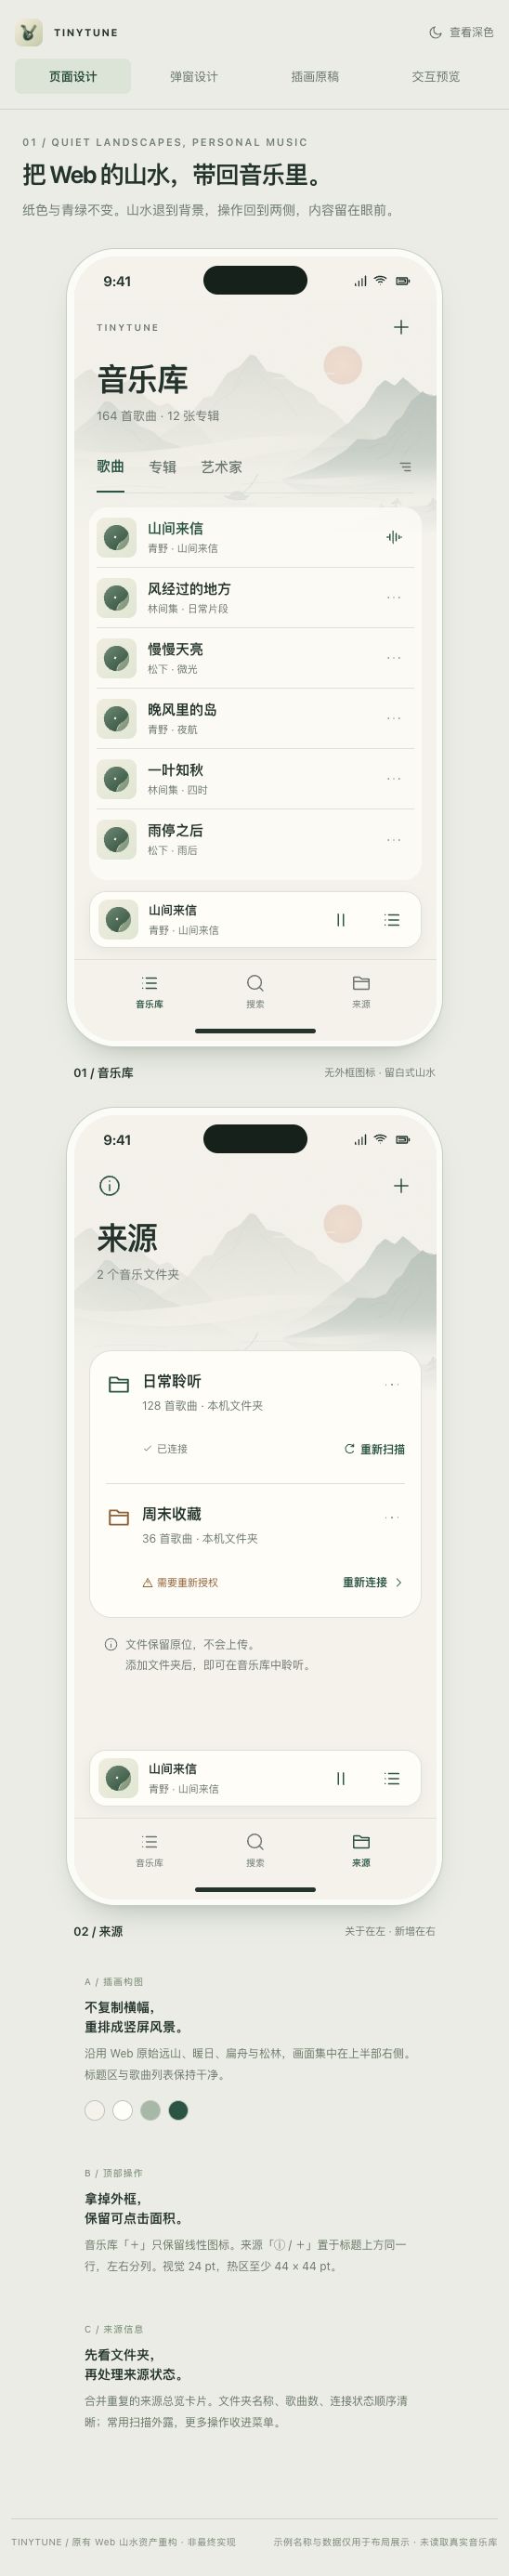 TINYTUNE
查看深色
页面设计
弹窗设计
插画原稿
交互预览
01 / QUIET LANDSCAPES, PERSONAL MUSIC
把 Web 的山水，带回音乐里。
纸色与青绿不变。山水退到背景，操作回到两侧，内容留在眼前。
9:41
TINYTUNE
音乐库
164 首歌曲 · 12 张专辑
歌曲
专辑
艺术家
山间来信
青野 · 山间来信
风经过的地方
林间集 · 日常片段
慢慢天亮
松下 · 微光
晚风里的岛
青野 · 夜航
一叶知秋
林间集 · 四时
雨停之后
松下 · 雨后
山间来信
青野 · 山间来信
音乐库
搜索
来源
01 / 音乐库
无外框图标 · 留白式山水
9:41
来源
2 个音乐文件夹
日常聆听
128 首歌曲 · 本机文件夹
已连接
重新扫描
周末收藏
36 首歌曲 · 本机文件夹
需要重新授权
重新连接
文件保留原位，不会上传。
添加文件夹后，即可在音乐库中聆听。
山间来信
青野 · 山间来信
音乐库
搜索
来源
02 / 来源
关于在左 · 新增在右
A / 插画构图
不复制横幅，
重排成竖屏风景。
沿用 Web 原始远山、暖日、扁舟与松林，画面集中在上半部右侧。
标题区与歌曲列表保持干净。
B / 顶部操作
拿掉外框，
保留可点击面积。
音乐库「＋」只保留线性图标。来源「ⓘ / ＋」置于标题上方同一
行，左右分列。视觉 24 pt，热区至少 44 × 44 pt。
C / 来源信息
先看文件夹，
再处理来源状态。
合并重复的来源总览卡片。文件夹名称、歌曲数、连接状态顺序清
晰；常用扫描外露，更多操作收进菜单。
TINYTUNE / 原有 Web 山水资产重构 · 非最终实现
示例名称与数据仅用于布局展示 · 未读取真实音乐库